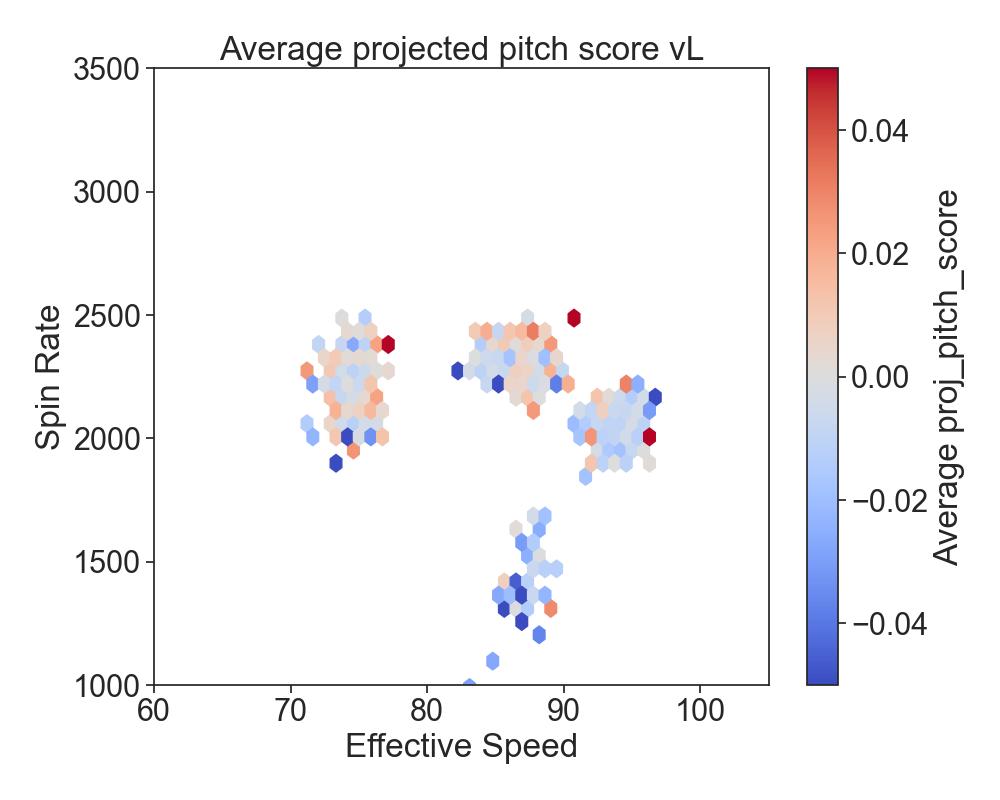 Average projected pitch score vL
3500
3000
2500
2000
1500
1000
Spin Rate
60 70 80 90 100
Effective Speed
0.04
0.02
0.00
−0.02
−0.04
Average proj_pitch_score